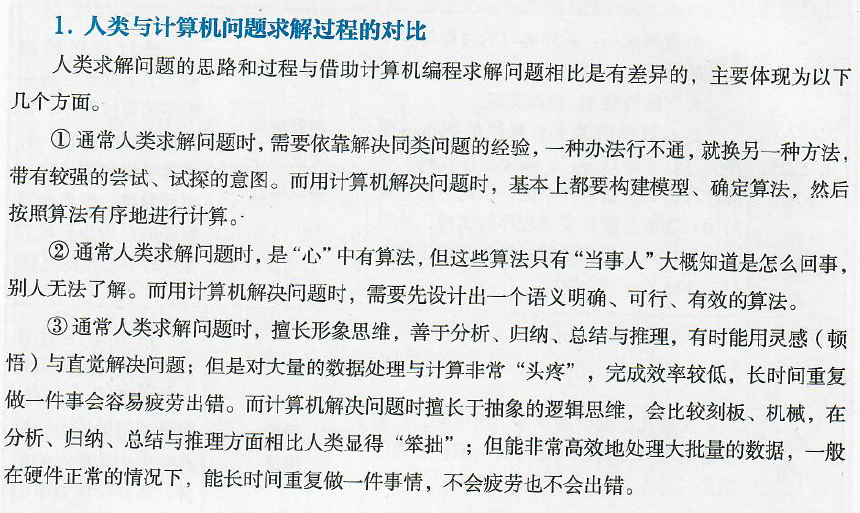 1. 人类与计算机问题求解过程的对比
人类求解问题的思路和过程与借助计算机编程求解问题相比是有差异的，主要体现为以下
几个方面。
① 通常人类求解问题时，需要依靠解决同类问题的经验，一种办法行不通，就换另一种方法，
带有较强的尝试、试探的意图。而用计算机解决问题时，基本上都要构建模型、确定算法，然后
按照算法有序地进行计算。
② 通常人类求解问题时，是“心”中有算法，但这些算法只有“当事人”大概知道是怎么回事，
别人无法了解。而用计算机解决问题时，需要先设计出一个语义明确、可行、有效的算法。
③ 通常人类求解问题时，擅长形象思维，善于分析、归纳、总结与推理，有时能用灵感（顿
悟）与直觉解决问题；但是对大量的数据处理与计算非常“头疼”，完成效率较低，长时间重复
做一件事会容易疲劳出错。而计算机解决问题时擅长于抽象的逻辑思维，会比较刻板、机械，在
分析、归纳、总结与推理方面相比人类显得“笨拙”；但能非常高效地处理大批量的数据，一般
在硬件正常的情况下，能长时间重复做一件事情，不会疲劳也不会出错。